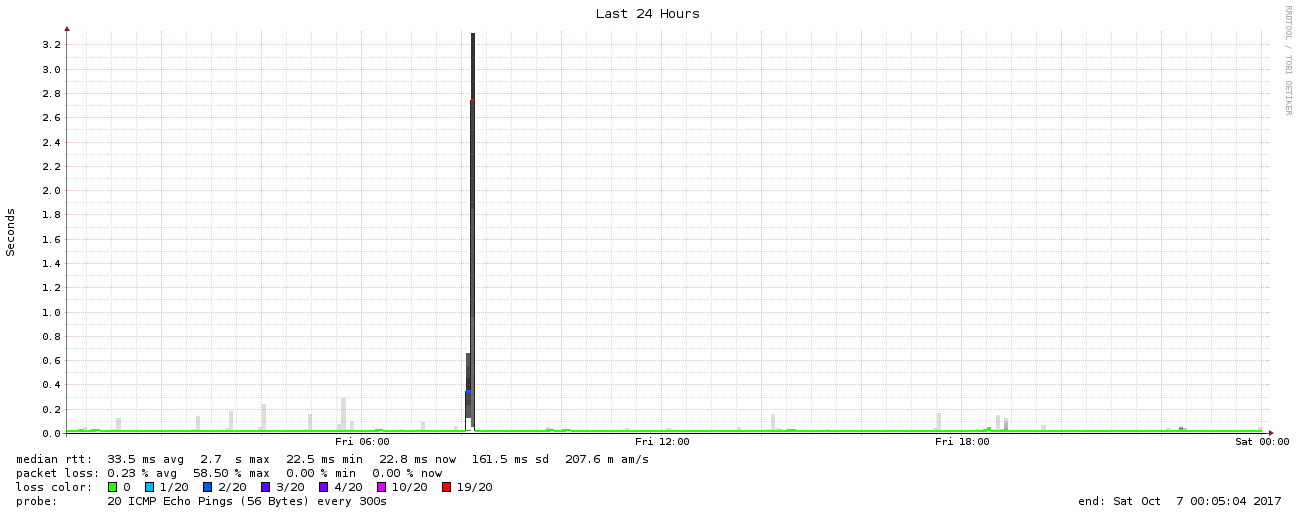 Last 24 Hours
RRDTOOL / TOBI OETIKER
Seconds
3.2
3.0
2.8
2.6
2.4
2.2
2.0
1.8
1.6
1.4
1.2
1.0
0.8
0.6
0.4
0.2
0.0
Fri 06:00 Fri 12:00 Fri 18:00 Sat 00:00
median rtt: 33.5 ms avg 2.7 s max 22.5 ms min 22.8 ms now 161.5 ms sd 207.6 m am/s
packet loss: 0.23 % avg 58.50 % max 0.00 % min 0.00 % now
loss color: 0 1/20 2/20 3/20 4/20 10/20 19/20
probe: 20 ICMP Echo Pings (56 Bytes) every 300s end: Sat Oct 7 00:05:04 2017